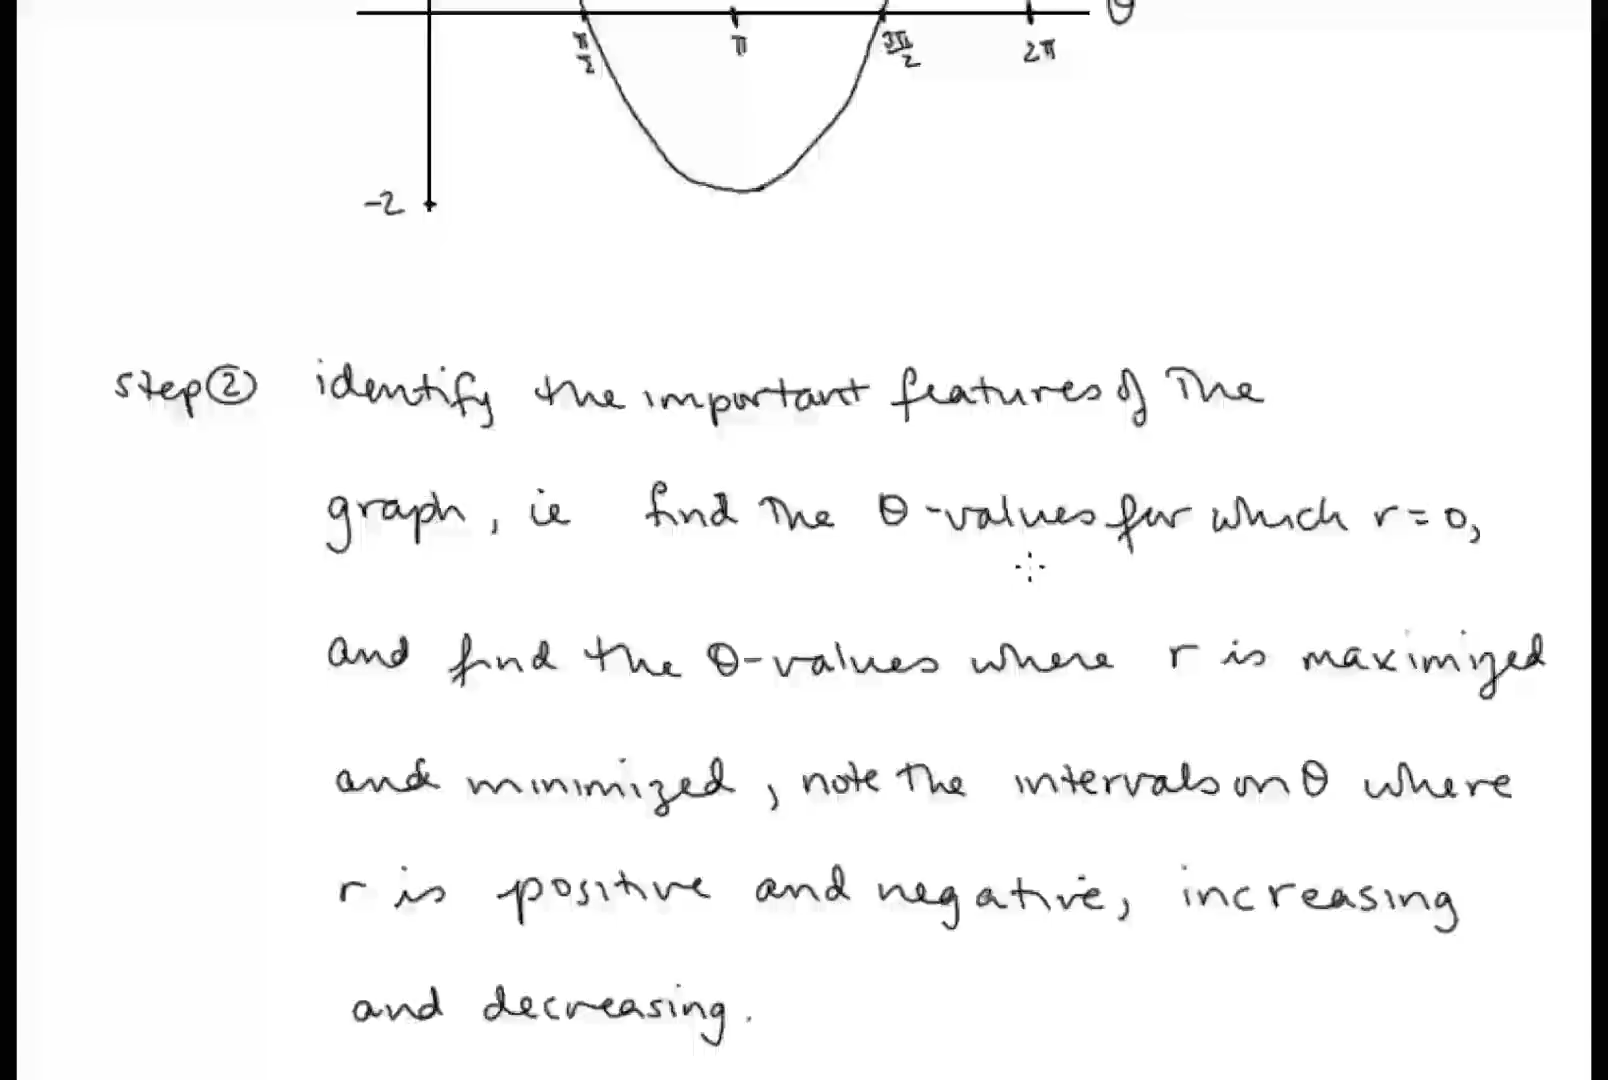 θ
π/2 π 3π/2 2π
-2
step② identify the important features of the
graph, ie find the θ-values for which r=0,
and find the θ-values where r is maximized
and minimized, note the intervals on θ where
r is positive and negative, increasing
and decreasing.